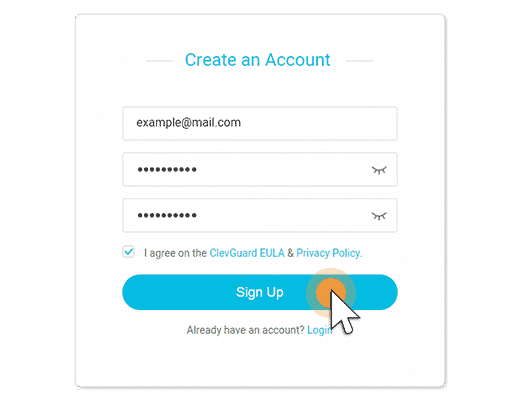 Create an Account
example@mail.com
••••••••••
••••••••••
I agree on the ClevGuard EULA & Privacy Policy.
Sign Up
Already have an account? Login